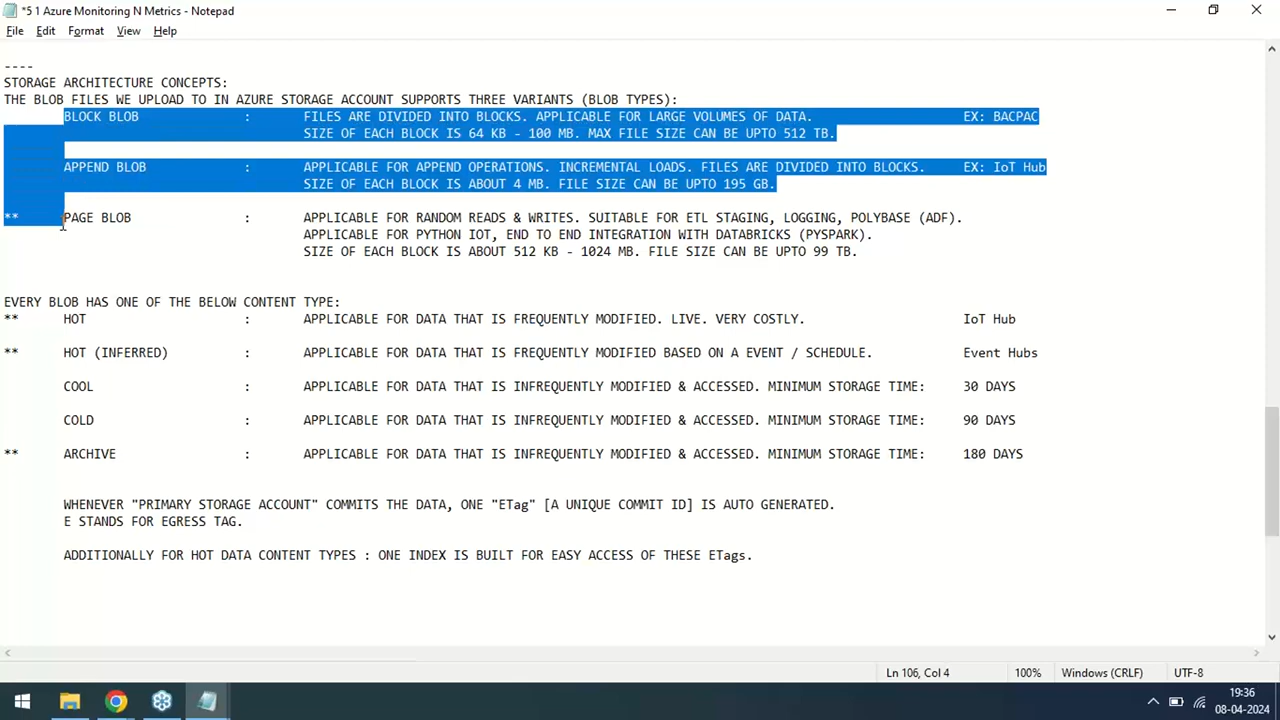 *5 1 Azure Monitoring N Metrics - Notepad
File Edit Format View Help
----
STORAGE ARCHITECTURE CONCEPTS:
THE BLOB FILES WE UPLOAD TO IN AZURE STORAGE ACCOUNT SUPPORTS THREE VARIANTS (BLOB TYPES):
BLOCK BLOB : FILES ARE DIVIDED INTO BLOCKS. APPLICABLE FOR LARGE VOLUMES OF DATA. EX: BACPAC
SIZE OF EACH BLOCK IS 64 KB - 100 MB. MAX FILE SIZE CAN BE UPTO 512 TB.
APPEND BLOB : APPLICABLE FOR APPEND OPERATIONS. INCREMENTAL LOADS. FILES ARE DIVIDED INTO BLOCKS. EX: IoT Hub
SIZE OF EACH BLOCK IS ABOUT 4 MB. FILE SIZE CAN BE UPTO 195 GB.
** PAGE BLOB : APPLICABLE FOR RANDOM READS & WRITES. SUITABLE FOR ETL STAGING, LOGGING, POLYBASE (ADF).
APPLICABLE FOR PYTHON IOT, END TO END INTEGRATION WITH DATABRICKS (PYSPARK).
SIZE OF EACH BLOCK IS ABOUT 512 KB - 1024 MB. FILE SIZE CAN BE UPTO 99 TB.
EVERY BLOB HAS ONE OF THE BELOW CONTENT TYPE:
** HOT : APPLICABLE FOR DATA THAT IS FREQUENTLY MODIFIED. LIVE. VERY COSTLY. IoT Hub
** HOT (INFERRED) : APPLICABLE FOR DATA THAT IS FREQUENTLY MODIFIED BASED ON A EVENT / SCHEDULE. Event Hubs
COOL : APPLICABLE FOR DATA THAT IS INFREQUENTLY MODIFIED & ACCESSED. MINIMUM STORAGE TIME: 30 DAYS
COLD : APPLICABLE FOR DATA THAT IS INFREQUENTLY MODIFIED & ACCESSED. MINIMUM STORAGE TIME: 90 DAYS
** ARCHIVE : APPLICABLE FOR DATA THAT IS INFREQUENTLY MODIFIED & ACCESSED. MINIMUM STORAGE TIME: 180 DAYS
WHENEVER "PRIMARY STORAGE ACCOUNT" COMMITS THE DATA, ONE "ETag" [A UNIQUE COMMIT ID] IS AUTO GENERATED.
E STANDS FOR EGRESS TAG.
ADDITIONALLY FOR HOT DATA CONTENT TYPES : ONE INDEX IS BUILT FOR EASY ACCESS OF THESE ETags.
Ln 106, Col 4 100% Windows (CRLF) UTF-8
19:36
08-04-2024